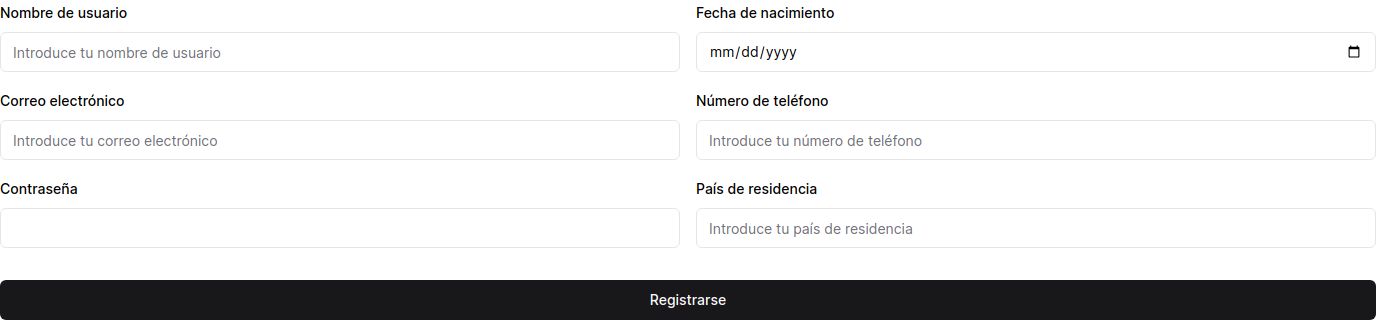 Nombre de usuario
Introduce tu nombre de usuario
Fecha de nacimiento
mm/dd/yyyy
Correo electrónico
Introduce tu correo electrónico
Número de teléfono
Introduce tu número de teléfono
Contraseña
País de residencia
Introduce tu país de residencia
Registrarse